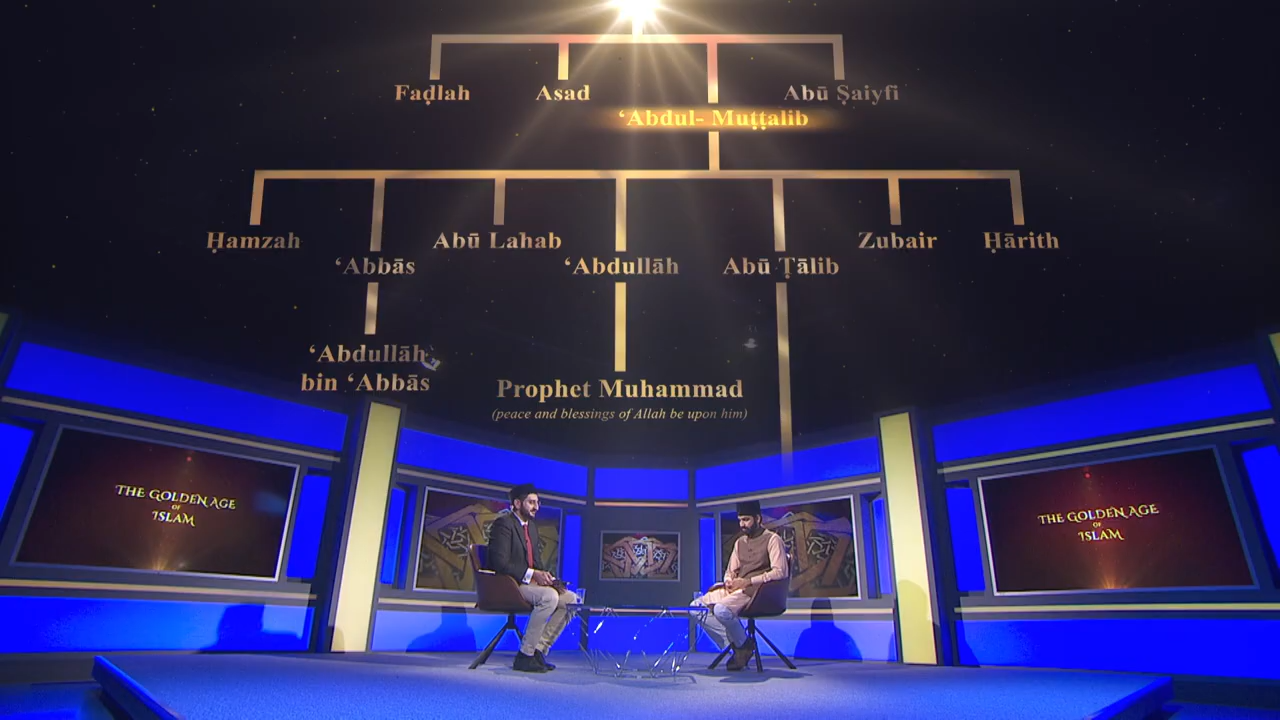 Faḍlah
Asad
‘Abdul- Muṭṭalib
Abū Ṣaiyfi
Ḥamzah
‘Abbās
Abū Lahab
‘Abdullāh
Abū Ṭālib
Zubair
Ḥārith
‘Abdullāh
bin ‘Abbās
Prophet Muhammad
(peace and blessings of Allah be upon him)
THE GOLDEN AGE
OF
ISLAM
THE GOLDEN AGE
OF
ISLAM